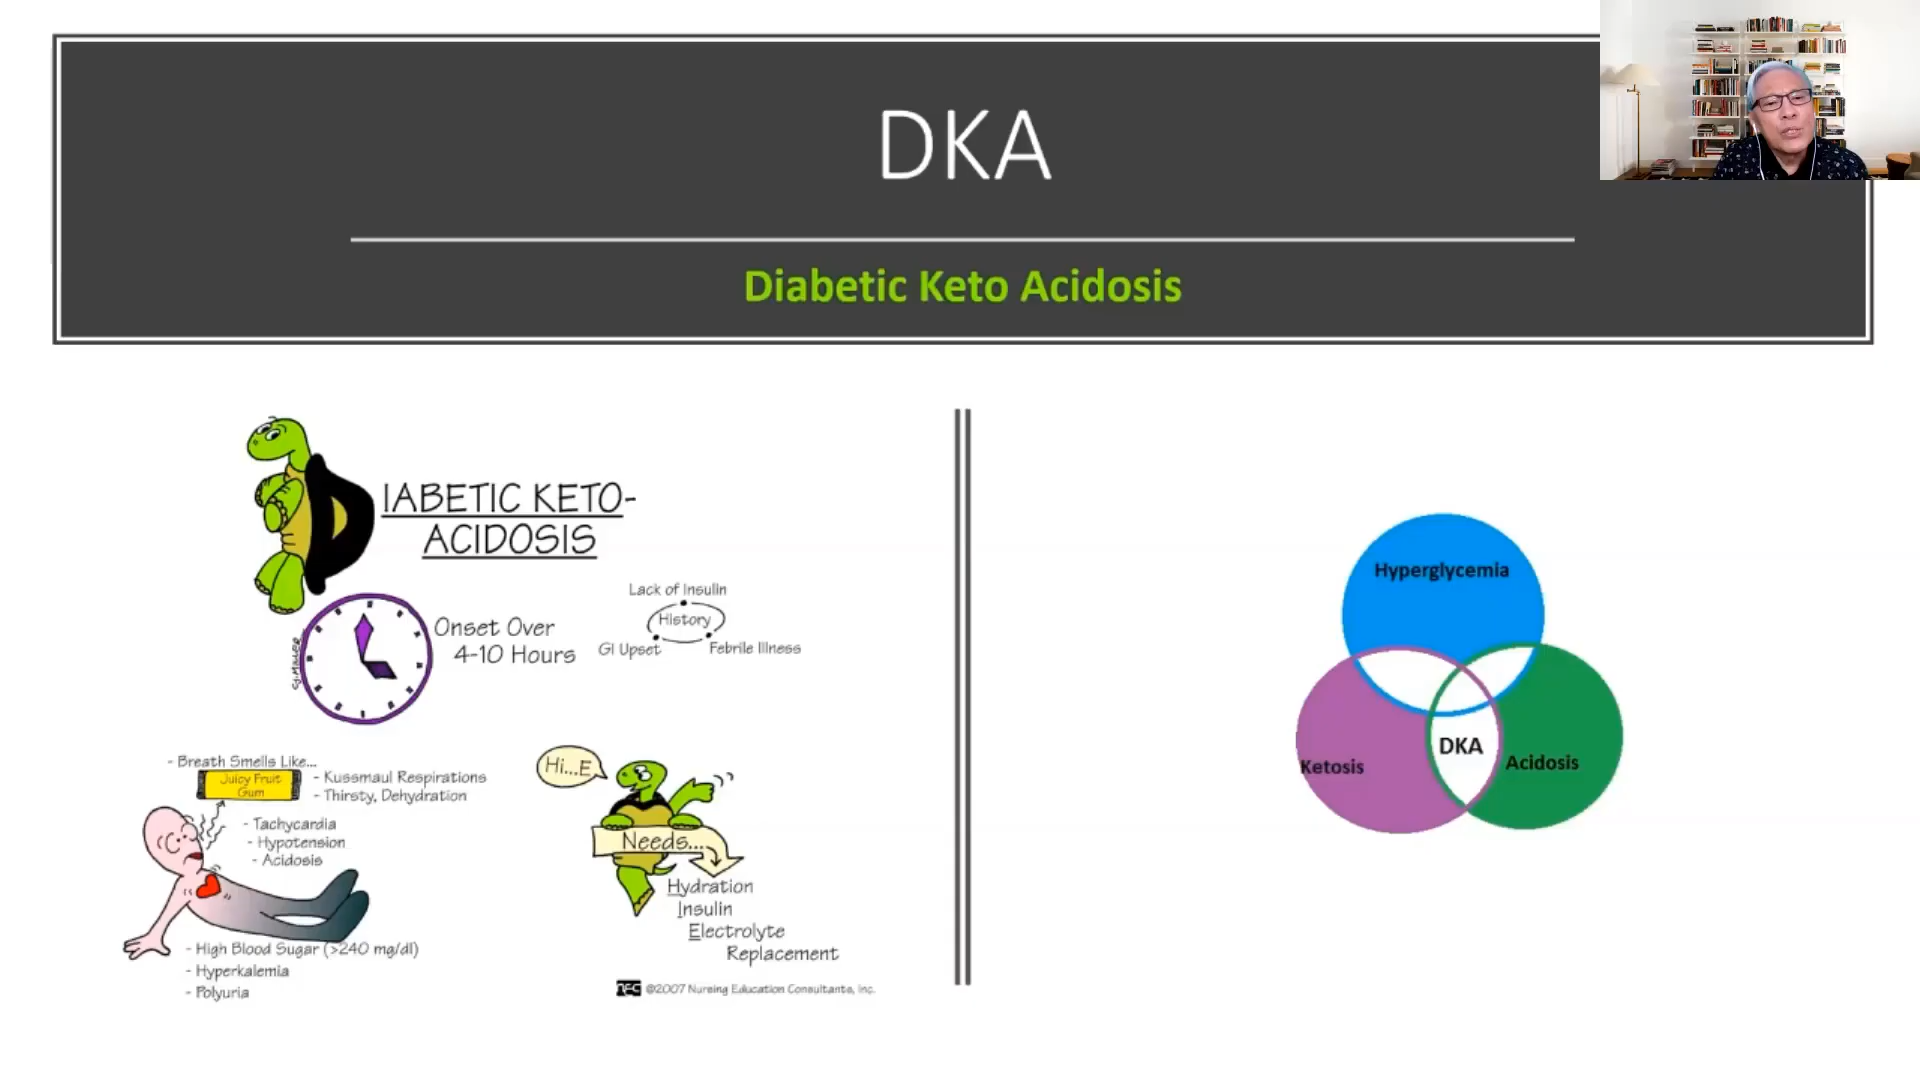 DKA
Diabetic Keto Acidosis
IABETIC KETO-
ACIDOSIS
Onset Over
4-10 Hours
Lack of Insulin
History
GI Upset
Febrile Illness
- Breath Smells Like...
Juicy Fruit
Gum
- Kussmaul Respirations
- Thirsty, Dehydration
- Tachycardia
- Hypotension
- Acidosis
- High Blood Sugar (>240 mg/dl)
- Hyperkalemia
- Polyuria
Hi...E
Needs...
Hydration
Insulin
Electrolyte
Replacement
©2007 Nursing Education Consultants, Inc.
Hyperglycemia
Ketosis
DKA
Acidosis